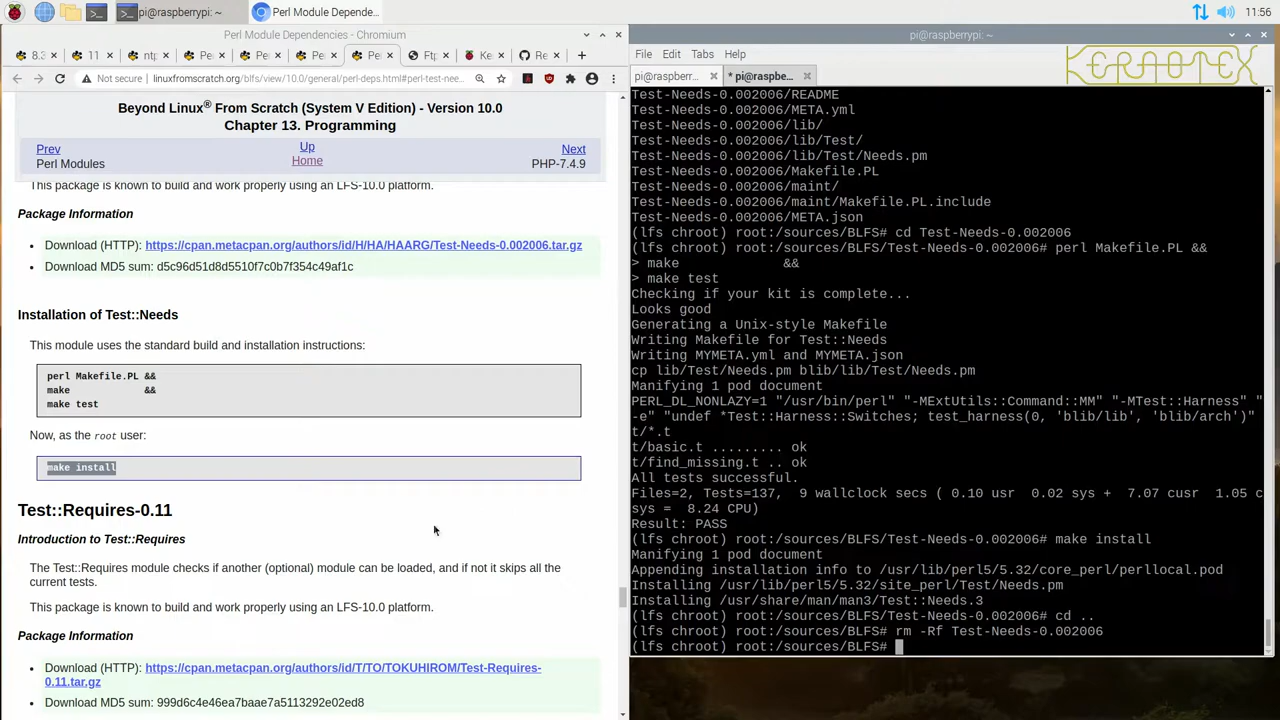 pi@raspberrypi: ~
Perl Module Depende...
11:56
Perl Module Dependencies - Chromium
pi@raspberrypi: ~
8.3
11
ntp
Pe
Pe
Pe
Pe
Ftp
Ke
Re
File Edit Tabs Help
Not secure | linuxfromscratch.org/blfs/view/10.0/general/perl-deps.html#perl-test-nee...
pi@raspberr...
* pi@raspbe...
KERAOTEX
Beyond Linux® From Scratch (System V Edition) - Version 10.0
Chapter 13. Programming
Prev
Up
Next
Perl Modules
Home
PHP-7.4.9
This package is known to build and work properly using an LFS-10.0 platform.
Package Information
• Download (HTTP): https://cpan.metacpan.org/authors/id/H/HA/HAARG/Test-Needs-0.002006.tar.gz
• Download MD5 sum: d5c96d51d8d5510f7c0b7f354c49af1c
Installation of Test::Needs
This module uses the standard build and installation instructions:
perl Makefile.PL &&
make &&
make test
Now, as the root user:
make install
Test::Requires-0.11
Introduction to Test::Requires
The Test::Requires module checks if another (optional) module can be loaded, and if not it skips all the
current tests.
This package is known to build and work properly using an LFS-10.0 platform.
Package Information
• Download (HTTP): https://cpan.metacpan.org/authors/id/T/TO/TOKUHIROM/Test-Requires-
0.11.tar.gz
• Download MD5 sum: 999d6c4e46ea7baae7a5113292e02ed8
Test-Needs-0.002006/README
Test-Needs-0.002006/META.yml
Test-Needs-0.002006/lib/
Test-Needs-0.002006/lib/Test/
Test-Needs-0.002006/lib/Test/Needs.pm
Test-Needs-0.002006/Makefile.PL
Test-Needs-0.002006/maint/
Test-Needs-0.002006/maint/Makefile.PL.include
Test-Needs-0.002006/META.json
(lfs chroot) root:/sources/BLFS# cd Test-Needs-0.002006
(lfs chroot) root:/sources/BLFS/Test-Needs-0.002006# perl Makefile.PL &&
> make &&
> make test
Checking if your kit is complete...
Looks good
Generating a Unix-style Makefile
Writing Makefile for Test::Needs
Writing MYMETA.yml and MYMETA.json
cp lib/Test/Needs.pm blib/lib/Test/Needs.pm
Manifying 1 pod document
PERL_DL_NONLAZY=1 "/usr/bin/perl" "-MExtUtils::Command::MM" "-MTest::Harness" "
-e" "undef *Test::Harness::Switches; test_harness(0, 'blib/lib', 'blib/arch')"
t/*.t
t/basic.t ......... ok
t/find_missing.t .. ok
All tests successful.
Files=2, Tests=137, 9 wallclock secs ( 0.10 usr 0.02 sys + 7.07 cusr 1.05 c
sys = 8.24 CPU)
Result: PASS
(lfs chroot) root:/sources/BLFS/Test-Needs-0.002006# make install
Manifying 1 pod document
Appending installation info to /usr/lib/perl5/5.32/core_perl/perllocal.pod
Installing /usr/lib/perl5/5.32/site_perl/Test/Needs.pm
Installing /usr/share/man/man3/Test::Needs.3
(lfs chroot) root:/sources/BLFS/Test-Needs-0.002006# cd ..
(lfs chroot) root:/sources/BLFS# rm -Rf Test-Needs-0.002006
(lfs chroot) root:/sources/BLFS#